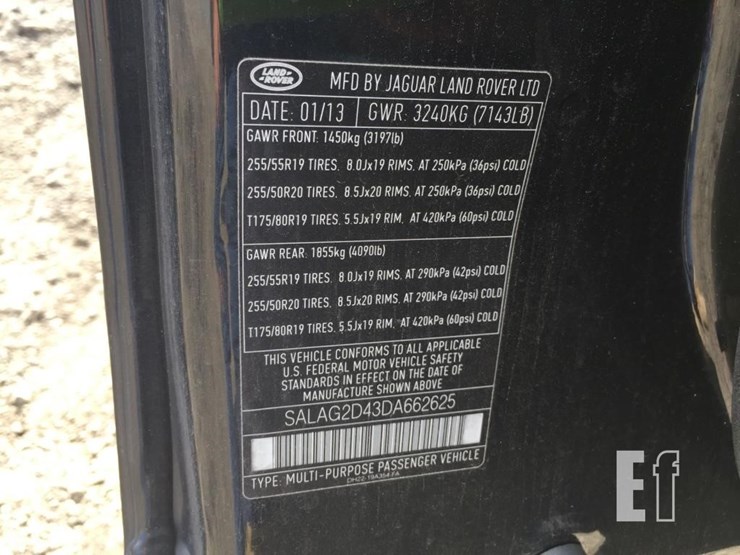 LAND-
-ROVER
MFD BY JAGUAR LAND ROVER LTD
DATE: 01/13 GWR: 3240KG (7143LB)
GAWR FRONT: 1450kg (3197lb)
255/55R19 TIRES, 8.0Jx19 RIMS, AT 250kPa (36psi) COLD
255/50R20 TIRES, 8.5Jx20 RIMS, AT 250kPa (36psi) COLD
T175/80R19 TIRES, 5.5Jx19 RIM, AT 420kPa (60psi) COLD
GAWR REAR: 1855kg (4090lb)
255/55R19 TIRES, 8.0Jx19 RIMS, AT 290kPa (42psi) COLD
255/50R20 TIRES, 8.5Jx20 RIMS, AT 290kPa (42psi) COLD
T175/80R19 TIRES, 5.5Jx19 RIM, AT 420kPa (60psi) COLD
THIS VEHICLE CONFORMS TO ALL APPLICABLE
U.S. FEDERAL MOTOR VEHICLE SAFETY
STANDARDS IN EFFECT ON THE DATE OF
MANUFACTURE SHOWN ABOVE
SALAG2D43DA662625
TYPE: MULTI-PURPOSE PASSENGER VEHICLE
DH22-19A354-FA
Ef